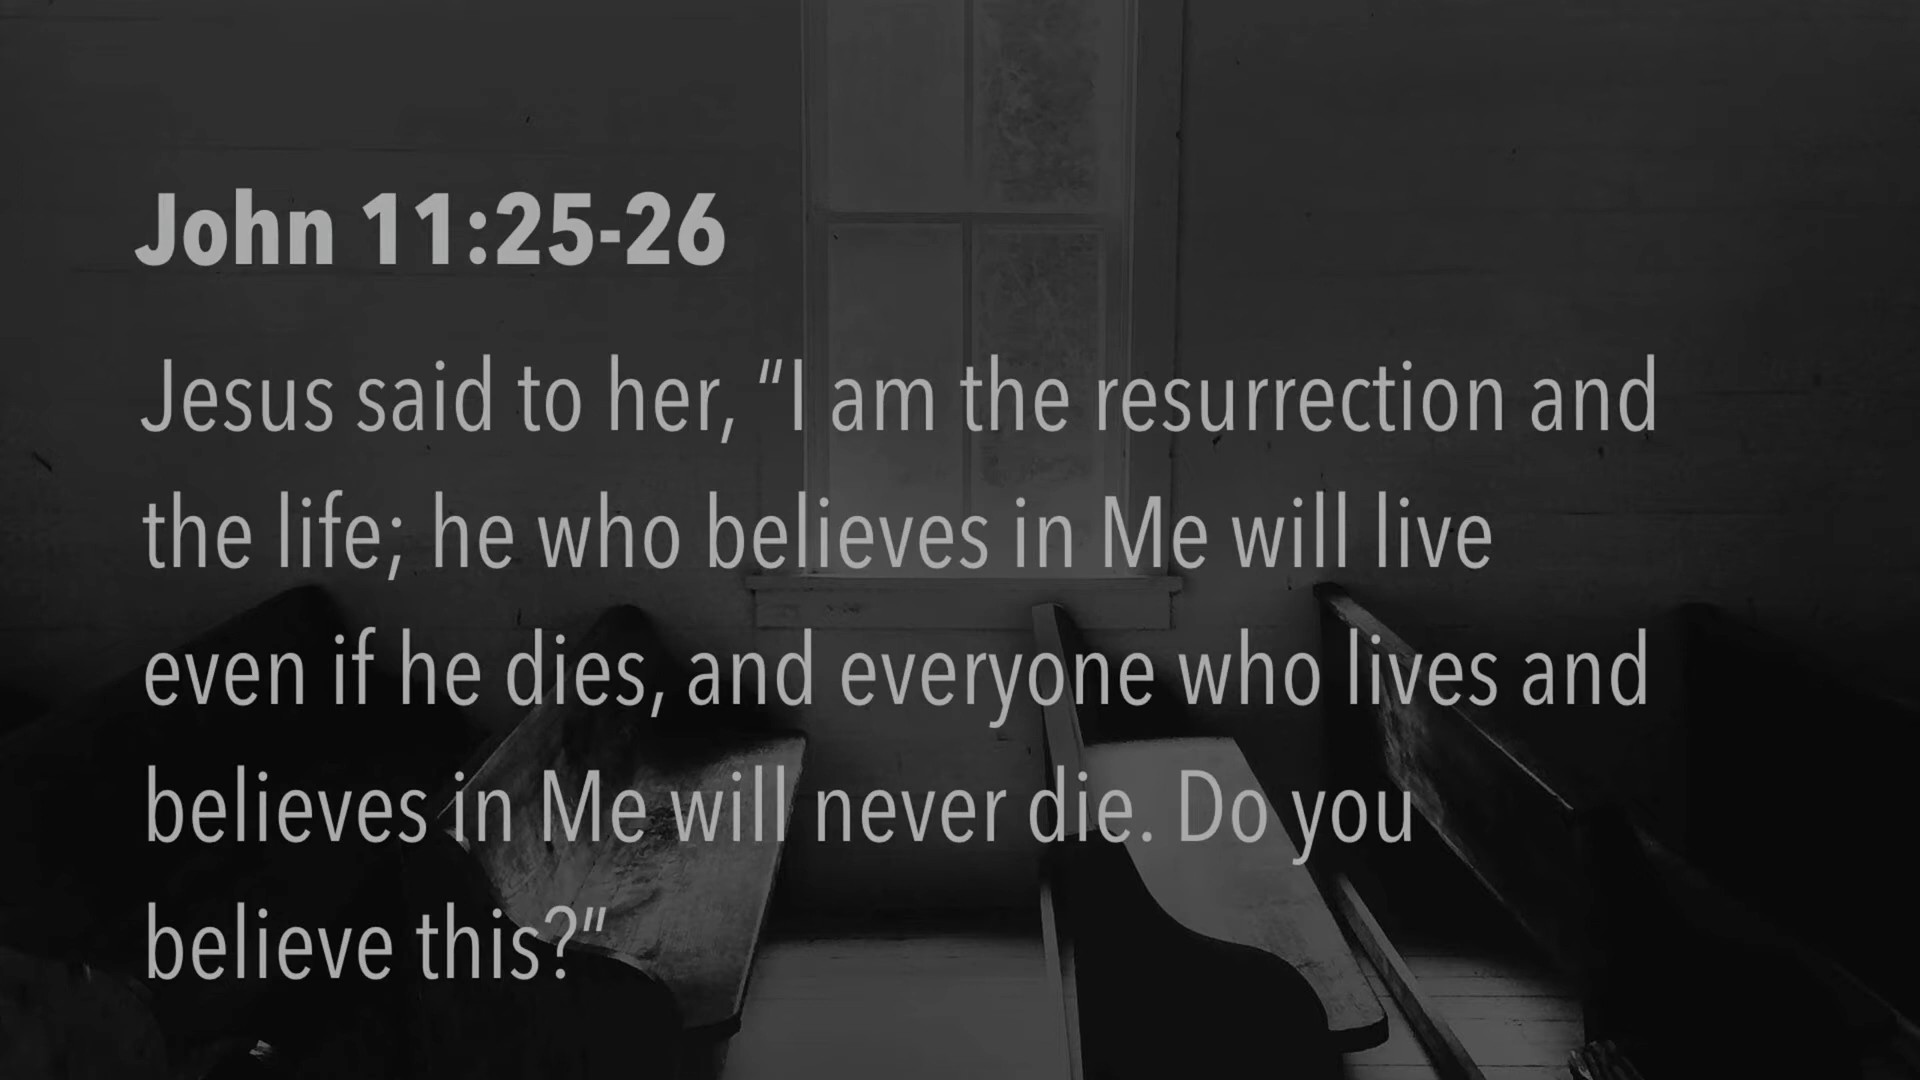 John 11:25-26
Jesus said to her, “I am the resurrection and
the life; he who believes in Me will live
even if he dies, and everyone who lives and
believes in Me will never die. Do you
believe this?”